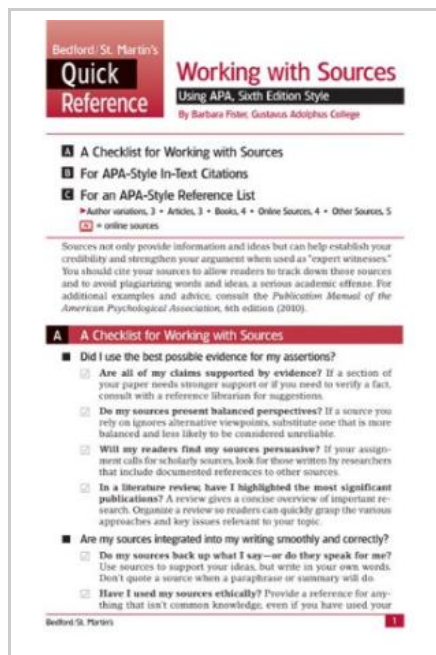 Bedford/St. Martin's
Quick
Reference
Working with Sources
Using APA, Sixth Edition Style
By Barbara Fister, Gustavus Adolphus College
A A Checklist for Working with Sources
B For APA-Style In-Text Citations
C For an APA-Style Reference List
▶Author variations, 3 • Articles, 3 • Books, 4 • Online Sources, 4 • Other Sources, 5
= online sources
Sources not only provide information and ideas but can help establish your
credibility and strengthen your argument when used as "expert witnesses."
You should cite your sources to allow readers to track down those sources
and to avoid plagiarizing words and ideas, a serious academic offense. For
additional examples and advice, consult the Publication Manual of the
American Psychological Association, 6th edition (2010).
A A Checklist for Working with Sources
■ Did I use the best possible evidence for my assertions?
☑ Are all of my claims supported by evidence? If a section of
your paper needs stronger support or if you need to verify a fact,
consult with a reference librarian for suggestions.
☑ Do my sources present balanced perspectives? If a source you
rely on ignores alternative viewpoints, substitute one that is more
balanced and less likely to be considered unreliable.
☑ Will my readers find my sources persuasive? If your assign-
ment calls for scholarly sources, look for those written by researchers
that include documented references to other sources.
☑ In a literature review, have I highlighted the most significant
publications? A review gives a concise overview of important re-
search. Organize a review so readers can quickly grasp the various
approaches and key issues relevant to your topic.
■ Are my sources integrated into my writing smoothly and correctly?
☑ Do my sources back up what I say—or do they speak for me?
Use sources to support your ideas, but write in your own words.
Don't quote a source when a paraphrase or summary will do.
☑ Have I used my sources ethically? Provide a reference for any-
thing that isn't common knowledge, even if you have used your
Bedford/St. Martin's 1